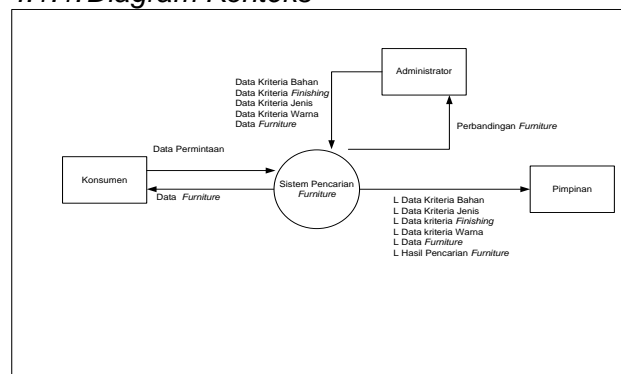 4.1.1. Diagram Konteks
Administrator
Data Kriteria Bahan
Data Kriteria Finishing
Data Kriteria Jenis
Data Kriteria Warna
Data Furniture
Perbandingan Furniture
Data Permintaan
Konsumen
Sistem Pencarian
Furniture
Pimpinan
Data Furniture
L Data Kriteria Bahan
L Data Kriteria Jenis
L Data kriteria Finishing
L Data kriteria Warna
L Data Furniture
L Hasil Pencarian Furniture